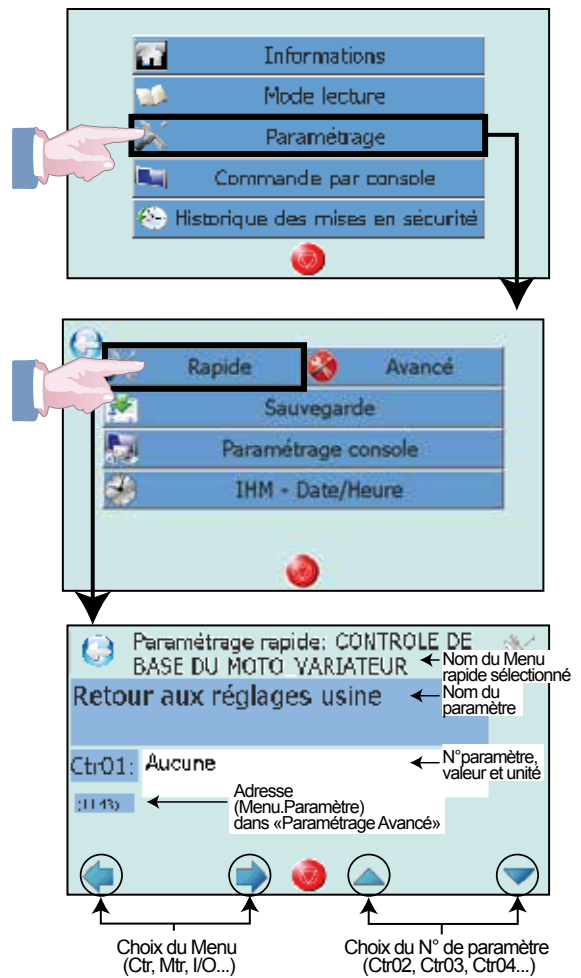 Informations
Mode lecture
Paramétrage
Commande par console
Historique des mises en sécurité
Rapide
Avancé
Sauvegarde
Paramétrage console
IHM - Date/Heure
Paramétrage rapide: CONTROLE DE
BASE DU MOTO_VARIATEUR
Nom du Menu
rapide sélectionné
Retour aux réglages usine
Nom du
paramètre
Ctr01: Aucune
N°paramètre,
valeur et unité
(11.43)
Adresse
(Menu.Paramètre)
dans «Paramétrage Avancé»
Choix du Menu
(Ctr, Mtr, I/O...)
Choix du N° de paramètre
(Ctr02, Ctr03, Ctr04...)